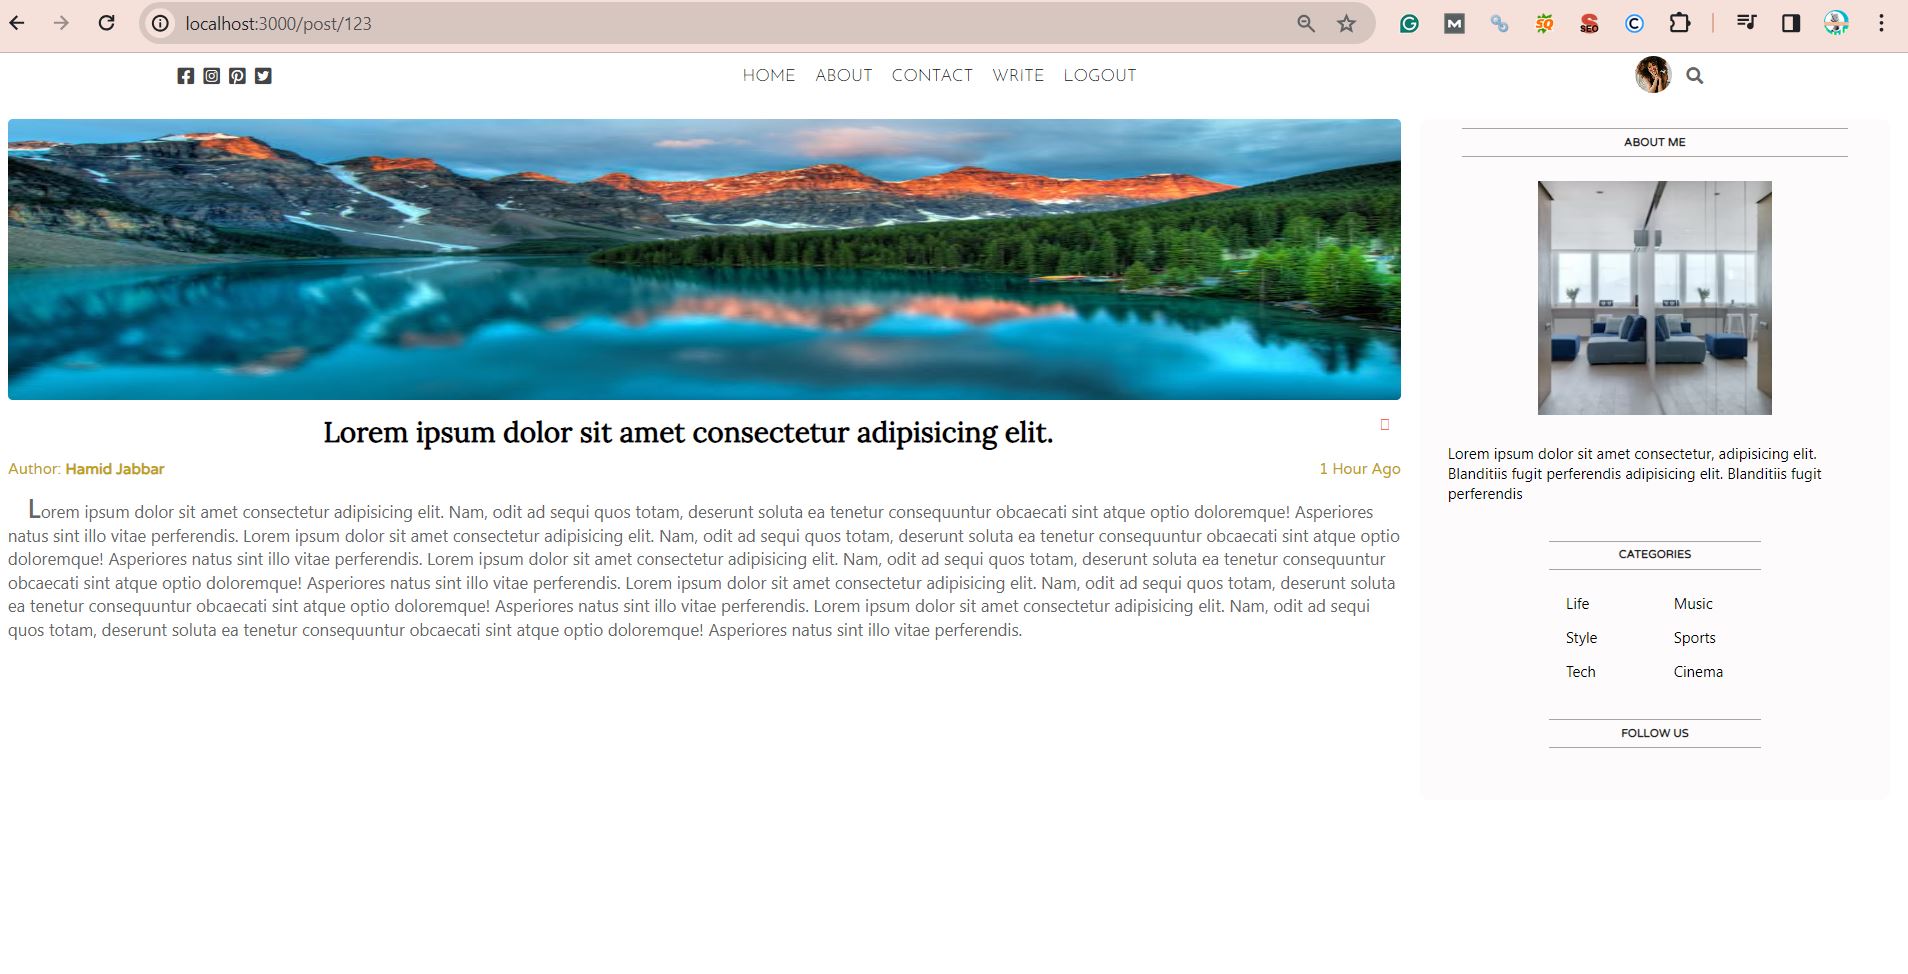 localhost:3000/post/123
HOME ABOUT CONTACT WRITE LOGOUT
Lorem ipsum dolor sit amet consectetur adipisicing elit.
Author: Hamid Jabbar
1 Hour Ago
Lorem ipsum dolor sit amet consectetur adipisicing elit. Nam, odit ad sequi quos totam, deserunt soluta ea tenetur consequuntur obcaecati sint atque optio doloremque! Asperiores
natus sint illo vitae perferendis. Lorem ipsum dolor sit amet consectetur adipisicing elit. Nam, odit ad sequi quos totam, deserunt soluta ea tenetur consequuntur obcaecati sint atque optio
doloremque! Asperiores natus sint illo vitae perferendis. Lorem ipsum dolor sit amet consectetur adipisicing elit. Nam, odit ad sequi quos totam, deserunt soluta ea tenetur consequuntur
obcaecati sint atque optio doloremque! Asperiores natus sint illo vitae perferendis. Lorem ipsum dolor sit amet consectetur adipisicing elit. Nam, odit ad sequi quos totam, deserunt soluta
ea tenetur consequuntur obcaecati sint atque optio doloremque! Asperiores natus sint illo vitae perferendis. Lorem ipsum dolor sit amet consectetur adipisicing elit. Nam, odit ad sequi
quos totam, deserunt soluta ea tenetur consequuntur obcaecati sint atque optio doloremque! Asperiores natus sint illo vitae perferendis.
ABOUT ME
Lorem ipsum dolor sit amet consectetur, adipisicing elit.
Blanditiis fugit perferendis adipisicing elit. Blanditiis fugit
perferendis
CATEGORIES
Life Music
Style Sports
Tech Cinema
FOLLOW US